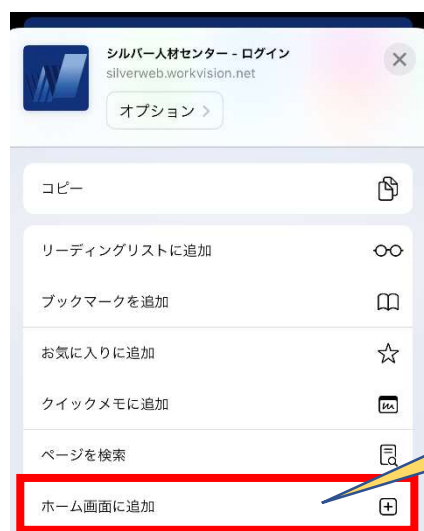 シルバー人材センター - ログイン
silverweb.workvision.net
オプション
コピー
リーディングリストに追加
ブックマークを追加
お気に入りに追加
クイックメモに追加
ページを検索
ホーム画面に追加